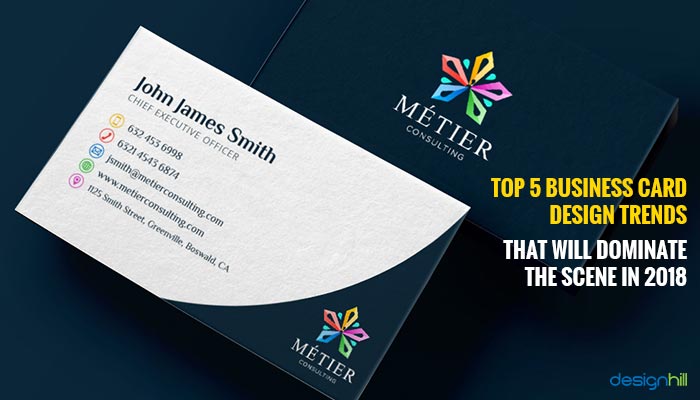 John James Smith
CHIEF EXECUTIVE OFFICER
632 453 6998
6321 4543 6874
jsmith@metierconsulting.com
www.metierconsulting.com
1125 Smith Street, Greenville, Boswald, CA
MÉTIER
CONSULTING
MÉTIER
CONSULTING
TOP 5 BUSINESS CARD
DESIGN TRENDS
THAT WILL DOMINATE
THE SCENE IN 2018
designhill